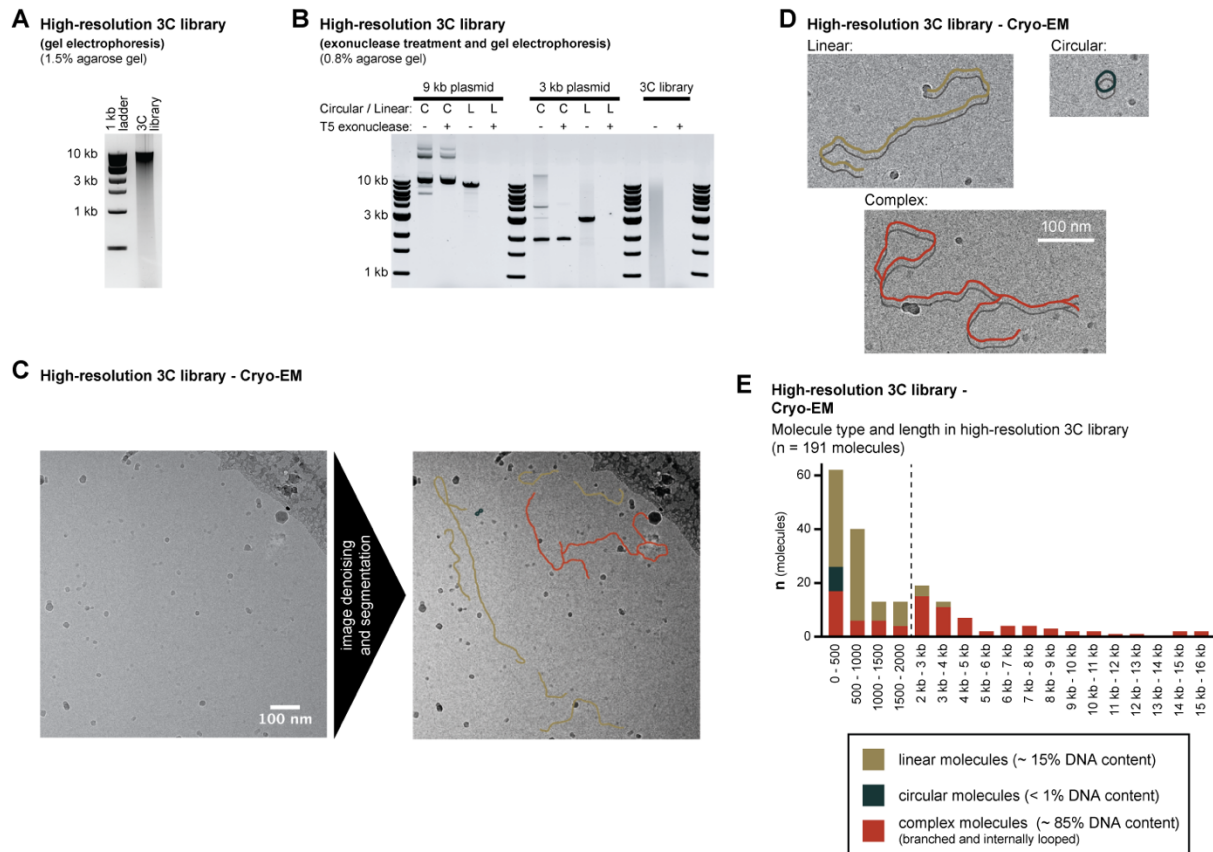 A High-resolution 3C library
(gel electrophoresis)
(1.5% agarose gel)
1 kb
ladder
3C
library
10 kb
3 kb
1 kb
B High-resolution 3C library
(exonuclease treatment and gel electrophoresis)
(0.8% agarose gel)
9 kb plasmid 3 kb plasmid 3C library
Circular / Linear: C C L L C C L L
T5 exonuclease: - + - + - + - + - +
10 kb
3 kb
1 kb
C High-resolution 3C library - Cryo-EM
100 nm
image denoising
and segmentation
D High-resolution 3C library - Cryo-EM
Linear: Circular:
Complex:
100 nm
E High-resolution 3C library -
Cryo-EM
Molecule type and length in high-resolution 3C library
(n = 191 molecules)
n (molecules)
60
40
20
0
0 - 500
500 - 1000
1000 - 1500
1500 - 2000
2 kb - 3 kb
3 kb - 4 kb
4 kb - 5 kb
5 kb - 6 kb
6 kb - 7 kb
7 kb - 8 kb
8 kb - 9 kb
9 kb - 10 kb
10 kb - 11 kb
11 kb - 12 kb
12 kb - 13 kb
13 kb - 14 kb
14 kb - 15 kb
15 kb - 16 kb
linear molecules (~ 15% DNA content)
circular molecules (< 1% DNA content)
complex molecules (~ 85% DNA content)
(branched and internally looped)